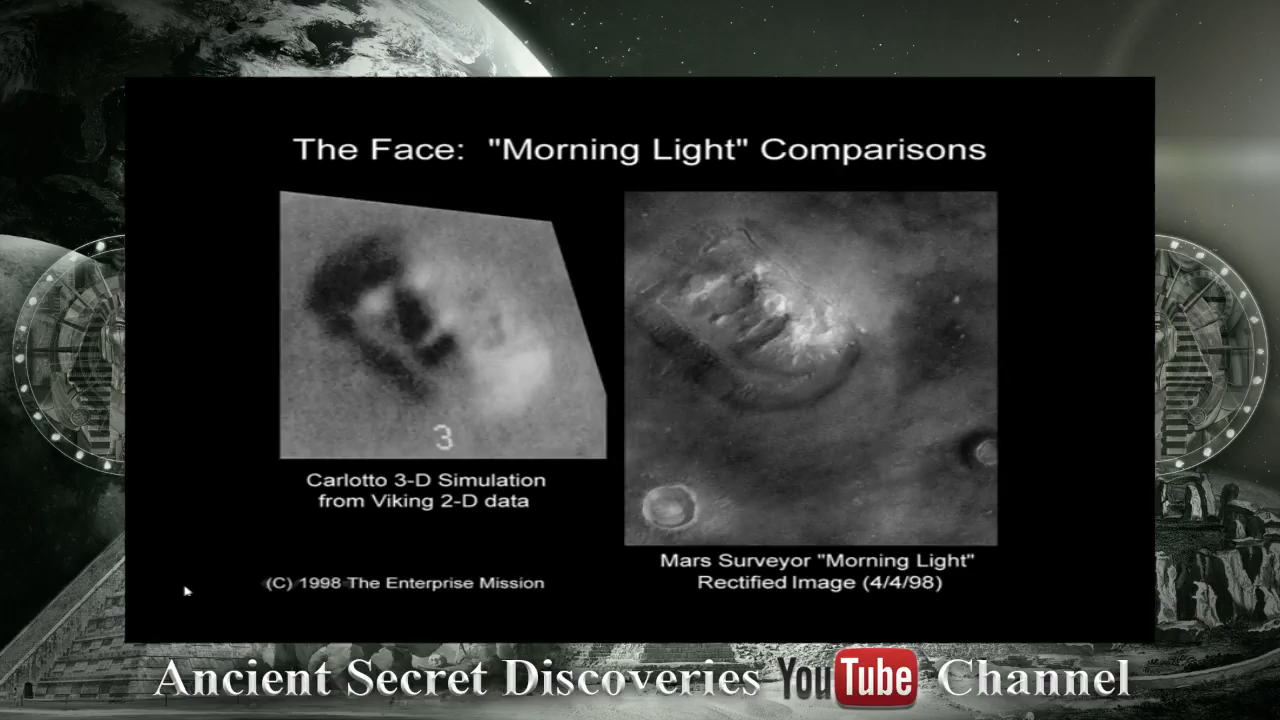 The Face: "Morning Light" Comparisons
3
Carlotto 3-D Simulation
from Viking 2-D data
Mars Surveyor "Morning Light"
Rectified Image (4/4/98)
(C) 1998 The Enterprise Mission
Ancient Secret Discoveries YouTube Channel